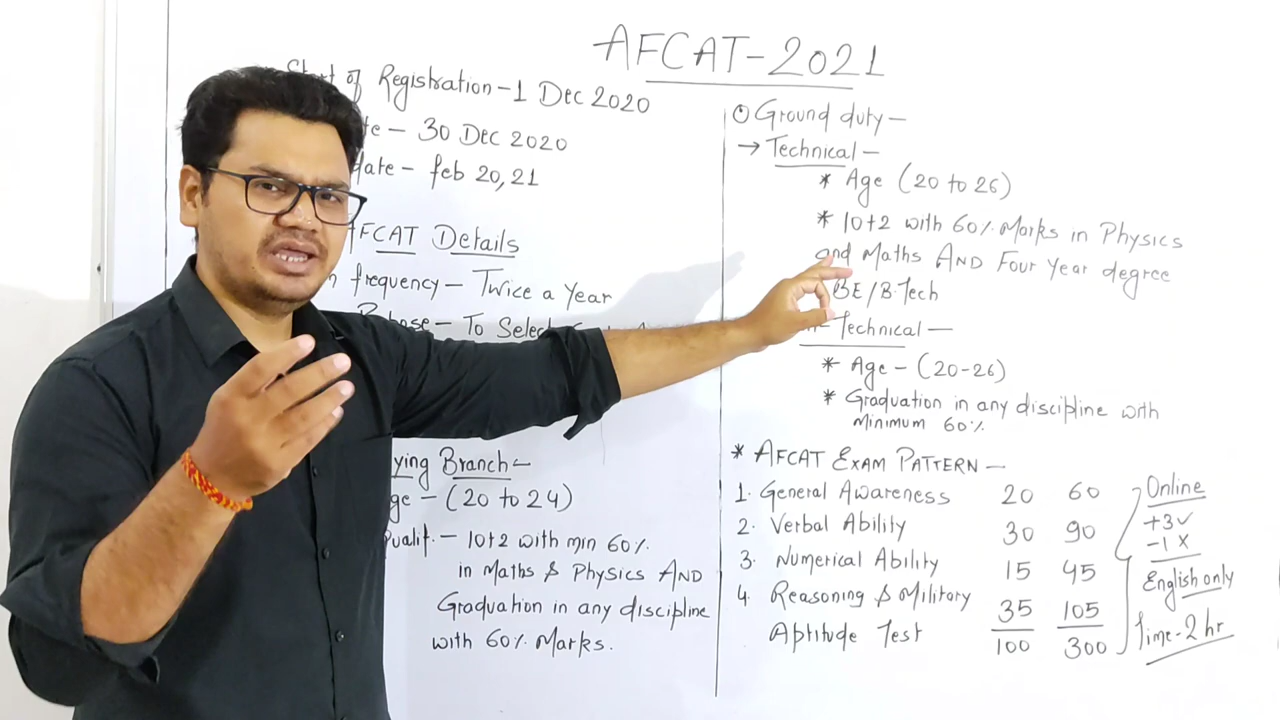 AFCAT-2021
Start of Registration - 1 Dec 2020
- 30 Dec 2020
date - feb 20,21
AFCAT Details
frequency - Twice a Year
- To Select
ying Branch -
ge - (20 to 24)
Qualif. - 10+2 with min 60%
in Maths & Physics AND
Graduation in any discipline
with 60% Marks.
Ground duty -
→ Technical -
* Age (20 to 26)
* 10+2 with 60% Marks in Physics
and Maths AND Four Year degree
BE/B.Tech
Technical -
* Age - (20-26)
* Graduation in any discipline with
Minimum 60%
* AFCAT EXAM PATTERN -
1. General Awareness 20 60
2. Verbal Ability 30 90
3. Numerical Ability 15 45
4. Reasoning & Military 35 105
Aptitude Test 100 300
Online
+3 ✓
-1 X
English only
Time - 2 hr